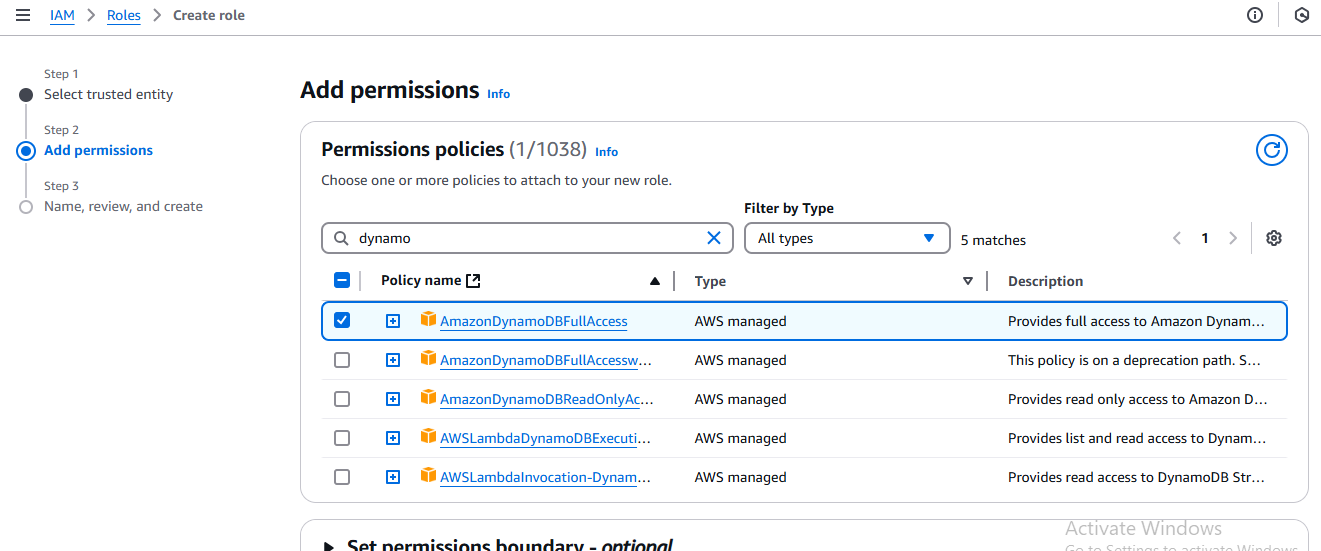 IAM > Roles > Create role
Step 1
Select trusted entity
Step 2
Add permissions
Step 3
Name, review, and create
Add permissions Info
Permissions policies (1/1038) Info
Choose one or more policies to attach to your new role.
Filter by Type
dynamo All types 5 matches 1
Policy name Type Description
AmazonDynamoDBFullAccess AWS managed Provides full access to Amazon Dynam…
AmazonDynamoDBFullAccessw… AWS managed This policy is on a deprecation path. S…
AmazonDynamoDBReadOnlyAc… AWS managed Provides read only access to Amazon D…
AWSLambdaDynamoDBExecuti… AWS managed Provides list and read access to Dynam…
AWSLambdaInvocation-Dynam… AWS managed Provides read access to DynamoDB Str…
Set permissions boundary - optional
Activate Windows
Go to Settings to activate Windows